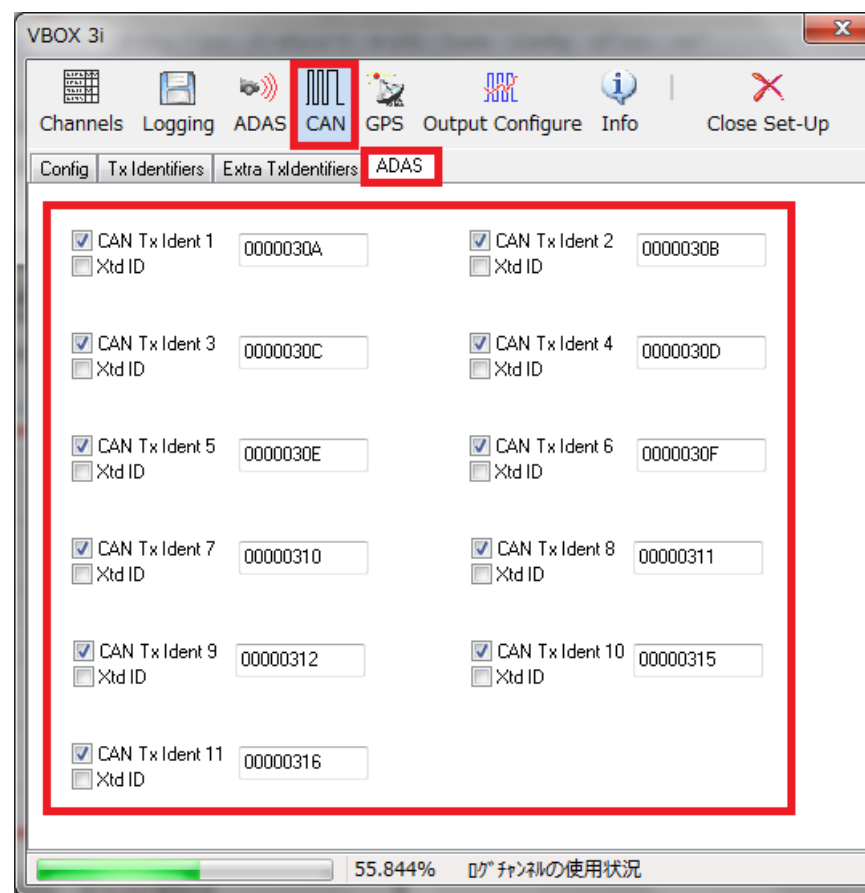 VBOX 3i
Channels Logging ADAS CAN GPS Output Configure Info Close Set-Up
Config Tx Identifiers Extra TxIdentifiers ADAS
CAN Tx Ident 1 0000030A CAN Tx Ident 2 0000030B
Xtd ID Xtd ID
CAN Tx Ident 3 0000030C CAN Tx Ident 4 0000030D
Xtd ID Xtd ID
CAN Tx Ident 5 0000030E CAN Tx Ident 6 0000030F
Xtd ID Xtd ID
CAN Tx Ident 7 00000310 CAN Tx Ident 8 00000311
Xtd ID Xtd ID
CAN Tx Ident 9 00000312 CAN Tx Ident 10 00000315
Xtd ID Xtd ID
CAN Tx Ident 11 00000316
Xtd ID
55.844% ログチャンネルの使用状況